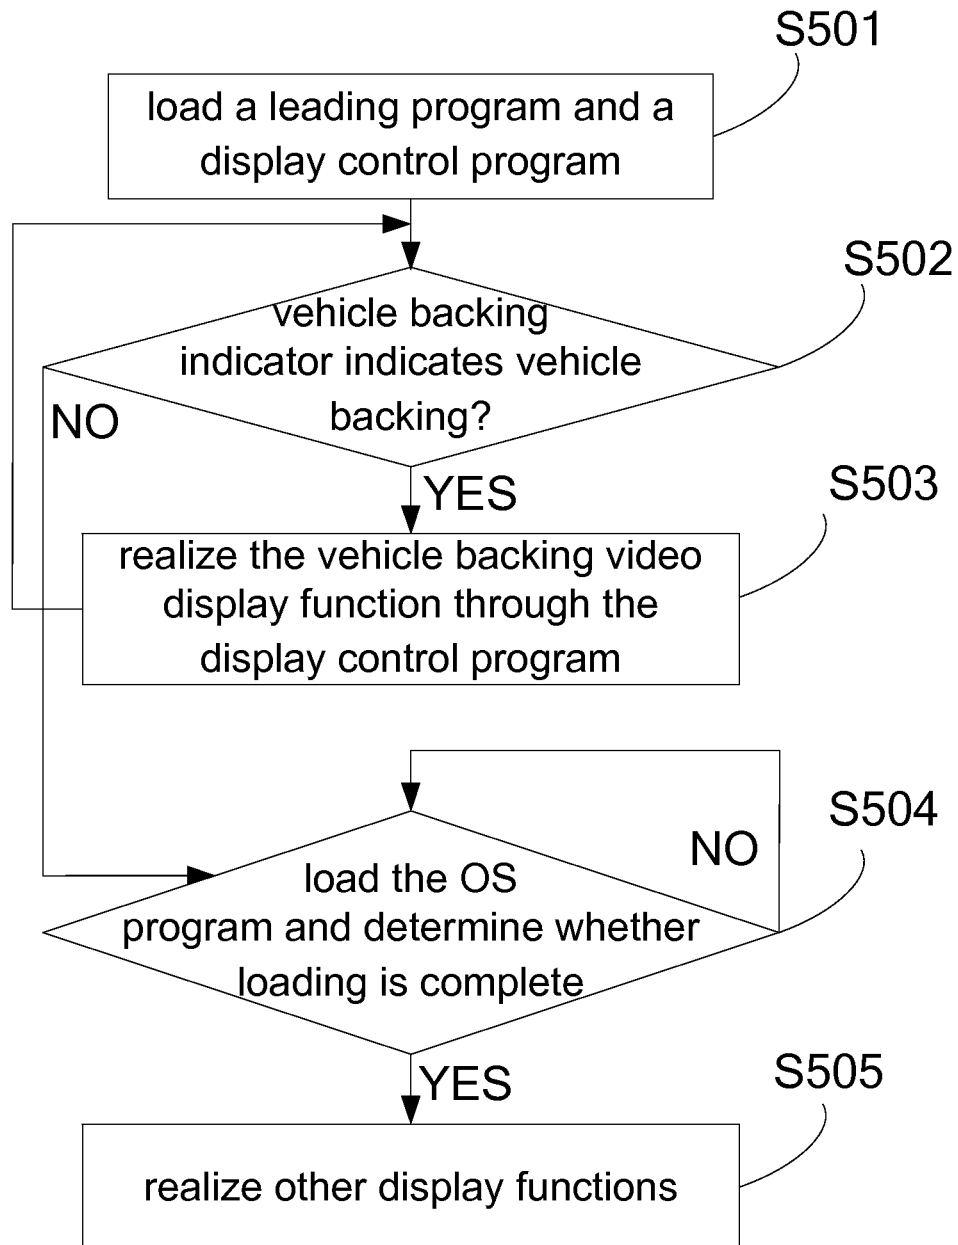 S501
load a leading program and a
display control program
S502
vehicle backing
indicator indicates vehicle
backing?
NO
YES
S503
realize the vehicle backing video
display function through the
display control program
S504
NO
load the OS
program and determine whether
loading is complete
YES
S505
realize other display functions